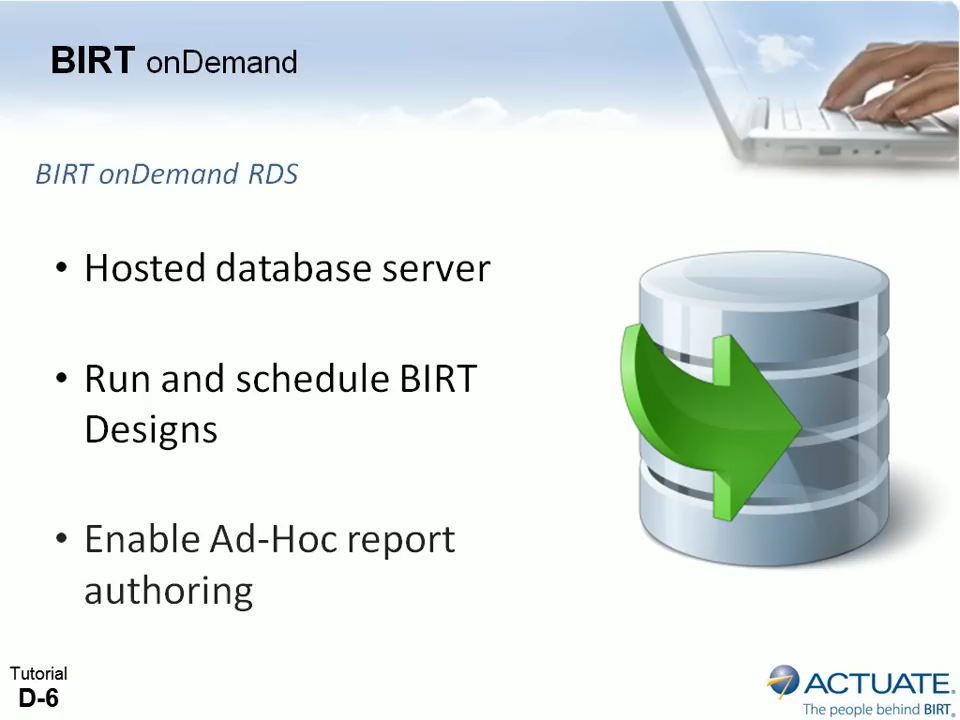 BIRT onDemand
BIRT onDemand RDS
• Hosted database server
• Run and schedule BIRT
Designs
• Enable Ad-Hoc report
authoring
Tutorial
D-6
ACTUATE.
The people behind BIRT.